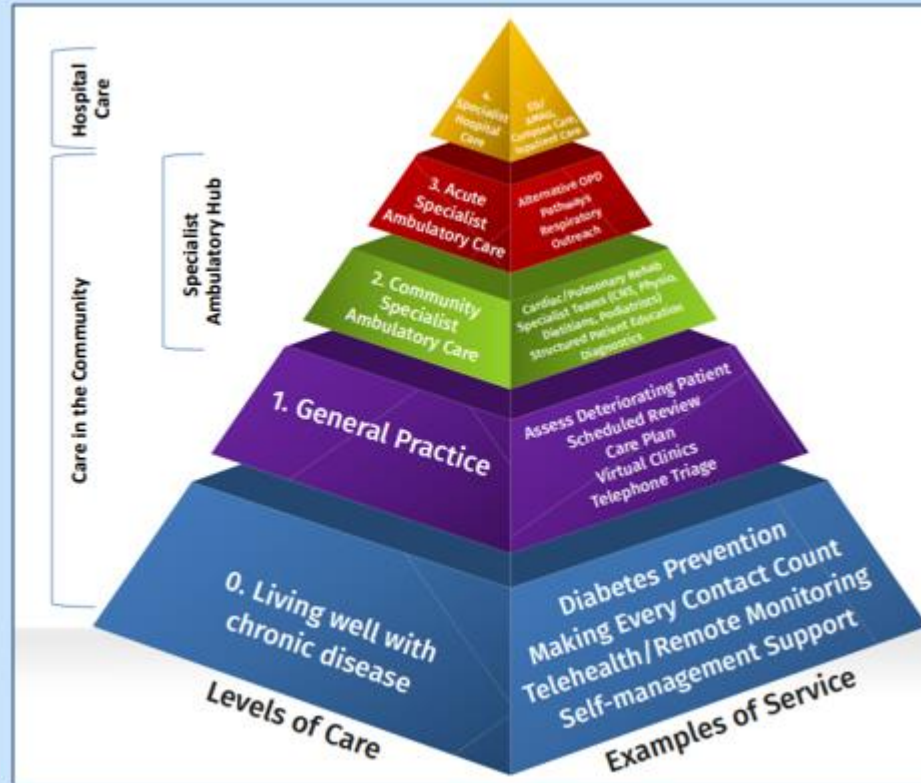 Hospital
Care
Care in the Community
Specialist
Ambulatory Hub
4.
Specialist
Hospital
Care
Complex Care
Inpatient Care
3. Acute
Specialist
Ambulatory Care
Alternative OPD
Pathways
Respiratory
Outreach
2. Community
Specialist
Ambulatory Care
Cardiac/Pulmonary Rehab
Specialist Teams (CNS, Physio,
Dietitians, Podiatrists)
Structured Patient Education
Diagnostics
1. General Practice
Assess Deteriorating Patient
Scheduled Review
Care Plan
Virtual Clinics
Telephone Triage
0. Living well with
chronic disease
Diabetes Prevention
Making Every Contact Count
Telehealth/Remote Monitoring
Self-management Support
Levels of Care
Examples of Service